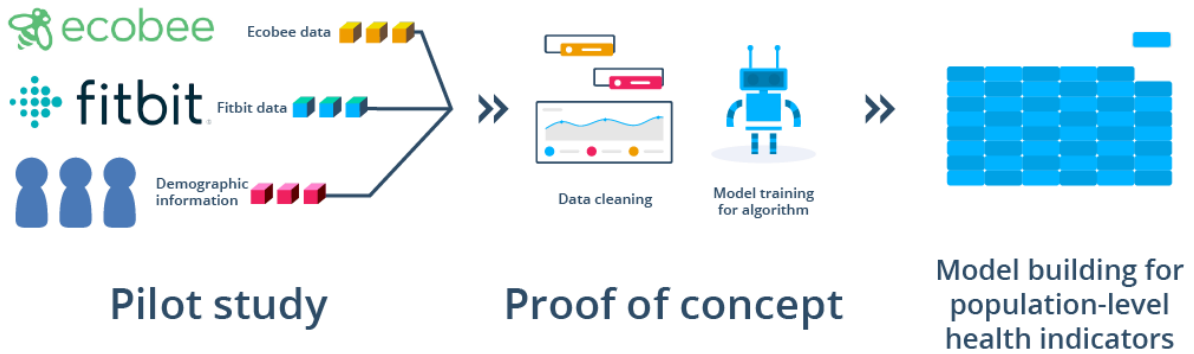 ecobee
Ecobee data
fitbit
Fitbit data
Demographic
information
Data cleaning
Model training
for algorithm
Pilot study
Proof of concept
Model building for
population-level
health indicators